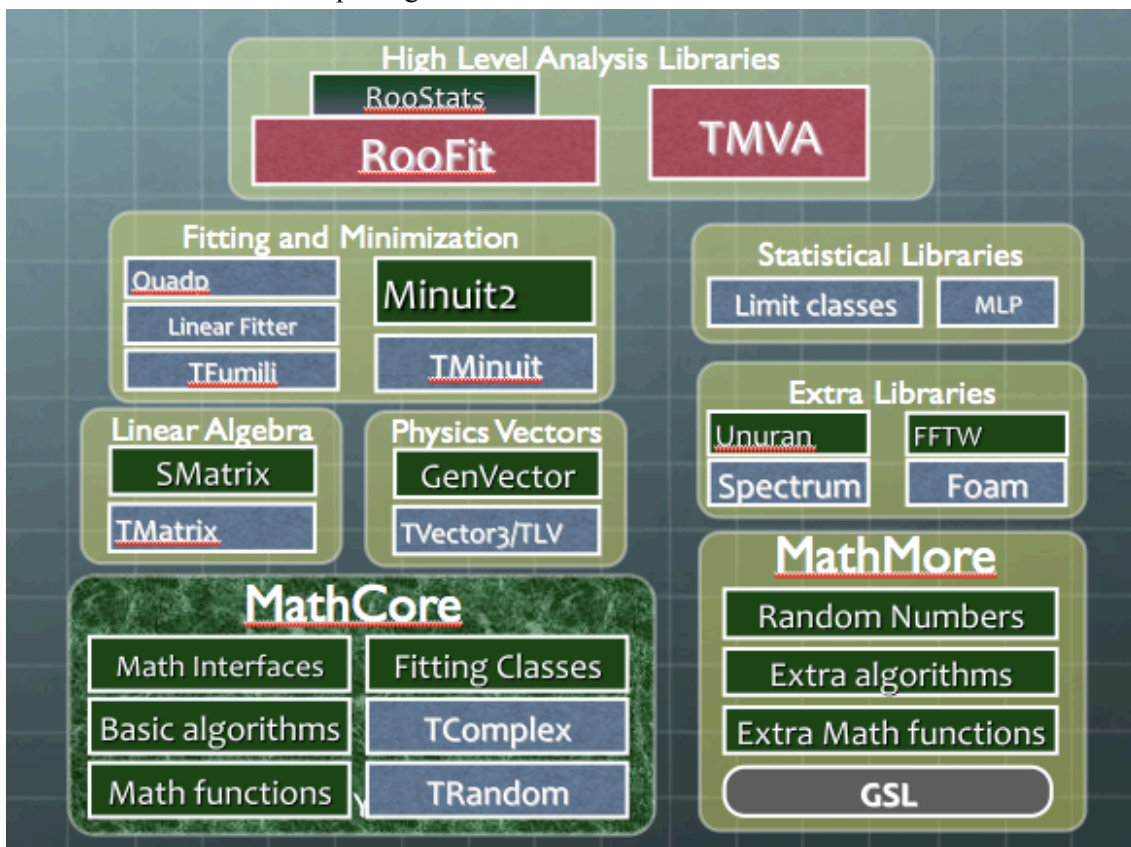 High Level Analysis Libraries
RooStats
RooFit
TMVA
Fitting and Minimization
Quadp
Minuit2
Linear Fitter
TFumili
TMinuit
Statistical Libraries
Limit classes
MLP
Extra Libraries
Unuran
FFTW
Spectrum
Foam
Linear Algebra
SMatrix
TMatrix
Physics Vectors
GenVector
TVector3/TLV
MathCore
Math Interfaces
Fitting Classes
Basic algorithms
TComplex
Math functions
TRandom
MathMore
Random Numbers
Extra algorithms
Extra Math functions
GSL